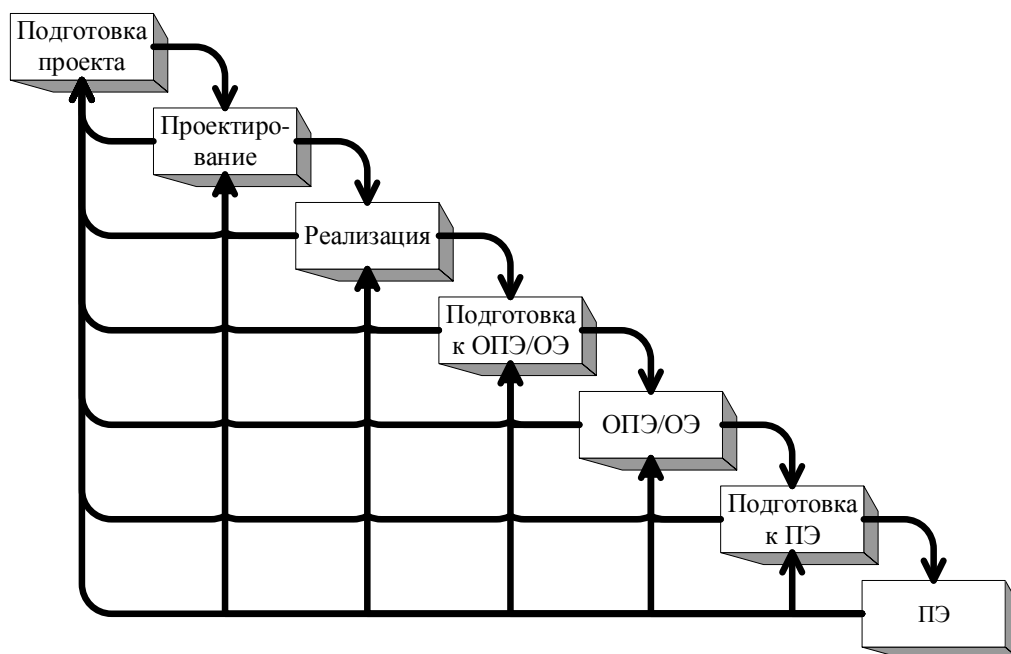 Подготовка
проекта
Проектиро-
вание
Реализация
Подготовка
к ОПЭ/ОЭ
ОПЭ/ОЭ
Подготовка
к ПЭ
ПЭ